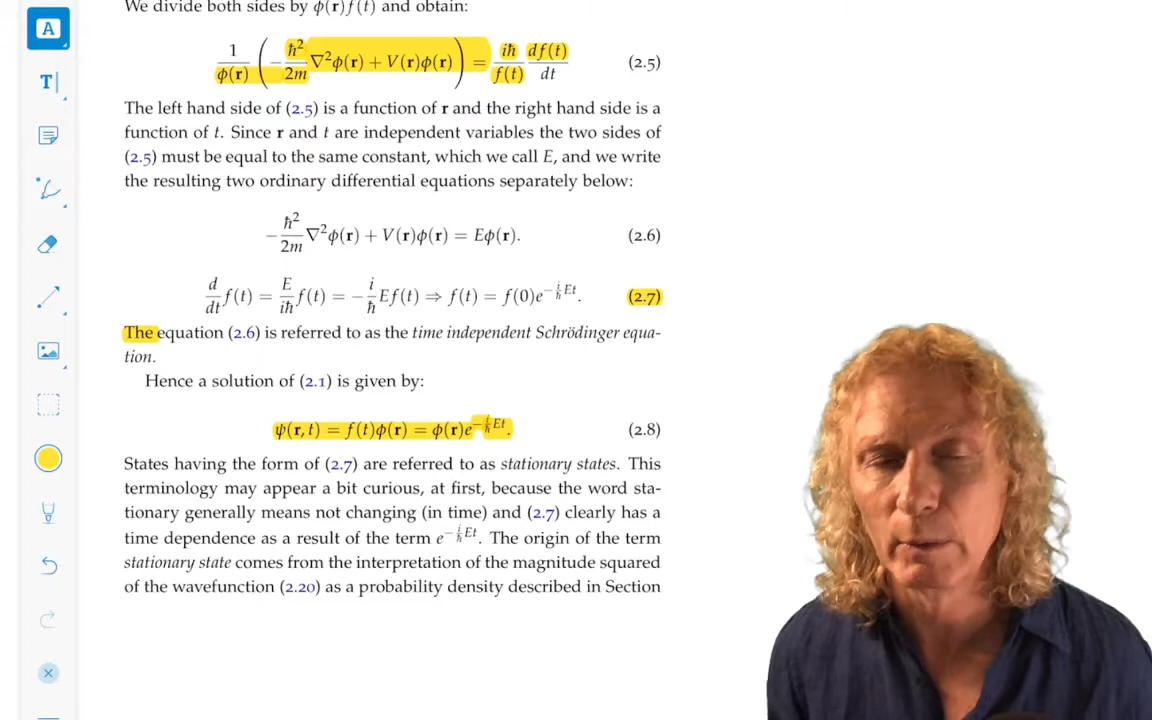 We divide both sides by ϕ(r)f(t) and obtain:
1/ϕ(r) (−ħ²/2m ∇²ϕ(r) + V(r)ϕ(r)) = iħ/f(t) df(t)/dt (2.5)
The left hand side of (2.5) is a function of r and the right hand side is a
function of t. Since r and t are independent variables the two sides of
(2.5) must be equal to the same constant, which we call E, and we write
the resulting two ordinary differential equations separately below:
−ħ²/2m ∇²ϕ(r) + V(r)ϕ(r) = Eϕ(r). (2.6)
d/dt f(t) = E/iħ f(t) = −i/ħ Ef(t) ⇒ f(t) = f(0)e^{−i/ħ Et}. (2.7)
The equation (2.6) is referred to as the time independent Schrödinger equa-
tion.
Hence a solution of (2.1) is given by:
ψ(r, t) = f(t)ϕ(r) = ϕ(r)e^{−i/ħ Et}. (2.8)
States having the form of (2.7) are referred to as stationary states. This
terminology may appear a bit curious, at first, because the word sta-
tionary generally means not changing (in time) and (2.7) clearly has a
time dependence as a result of the term e^{−i/ħ Et}. The origin of the term
stationary state comes from the interpretation of the magnitude squared
of the wavefunction (2.20) as a probability density described in Section
A
T